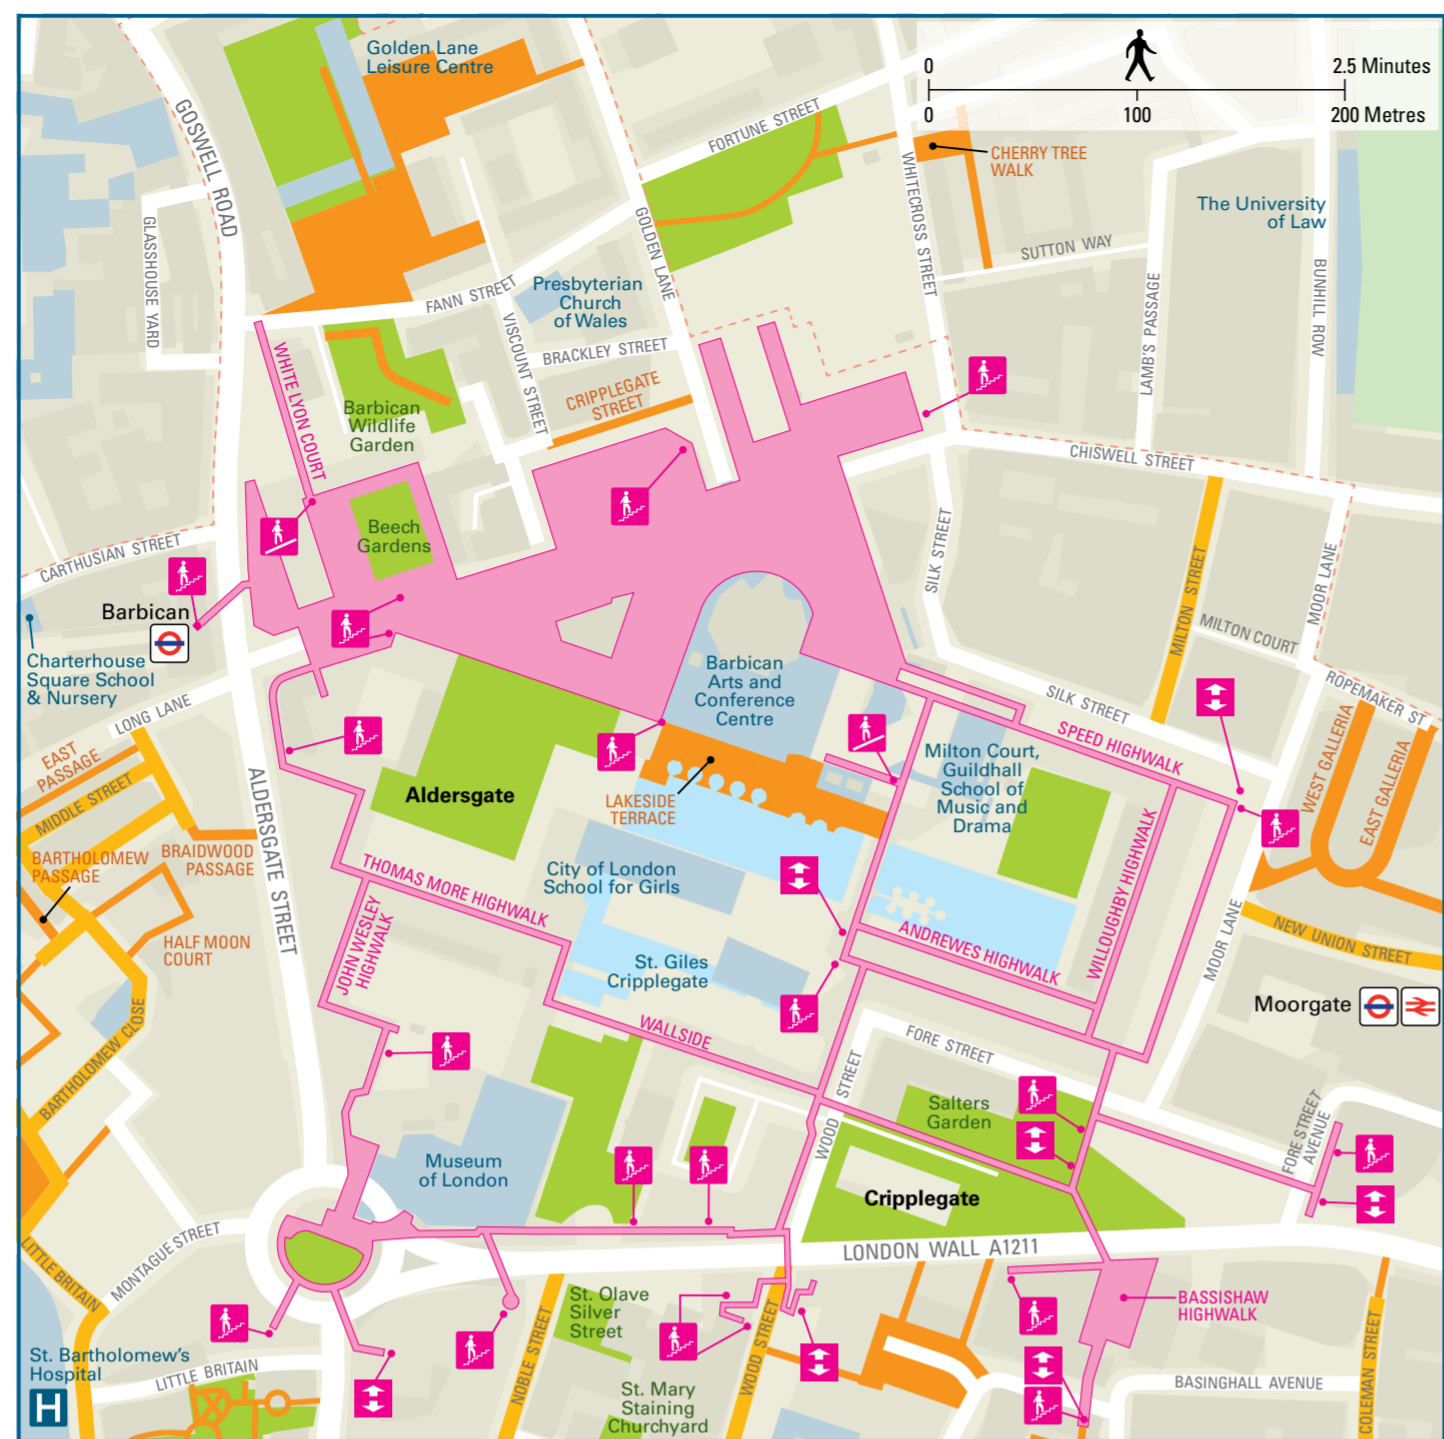 Golden Lane
Leisure Centre
0
2.5 Minutes
0
100
200 Metres
GOSWELL ROAD
FORTUNE STREET
CHERRY TREE
WALK
WHITECROSS STREET
The University
of Law
GLASSHOUSE YARD
GOLDEN LANE
SUTTON WAY
LAMB'S PASSAGE
BUNHILL ROW
FANN STREET
Presbyterian
Church
of Wales
VISCOUNT STREET
BRACKLEY STREET
WHITE LYON COURT
CRIPPLEGATE
STREET
Barbican
Wildlife
Garden
CHISWELL STREET
Beech
Gardens
CARTHUSIAN STREET
SILK STREET
MILTON STREET
MOOR LANE
Barbican
MILTON COURT
Charterhouse
Square School
& Nursery
Barbican
Arts and
Conference
Centre
LONG LANE
SILK STREET
ROPEMAKER ST
SPEED HIGHWALK
EAST
PASSAGE
MIDDLE STREET
Milton Court,
Guildhall
School of
Music and
Drama
WEST GALLERIA
EAST GALLERIA
Aldersgate
LAKESIDE
TERRACE
ALDERSGATE STREET
BARTHOLOMEW
PASSAGE
BRAIDWOOD
PASSAGE
THOMAS MORE HIGHWALK
City of London
School for Girls
WILLOUGHBY HIGHWALK
JOHN WESLEY
HIGHWALK
HALF MOON
COURT
ANDREWES HIGHWALK
MOOR LANE
NEW UNION STREET
St. Giles
Cripplegate
Moorgate
BARTHOLOMEW CLOSE
WALLSIDE
FORE STREET
WOOD STREET
Salters
Garden
FORE STREET
AVENUE
Museum
of London
Cripplegate
LITTLE BRITAIN
MONTAGUE STREET
LONDON WALL A1211
St. Olave
Silver
Street
BASSISHAW
HIGHWALK
NOBLE STREET
WOOD STREET
St. Bartholomew's
Hospital
H
LITTLE BRITAIN
St. Mary
Staining
Churchyard
BASINGHALL AVENUE
COLEMAN STREET